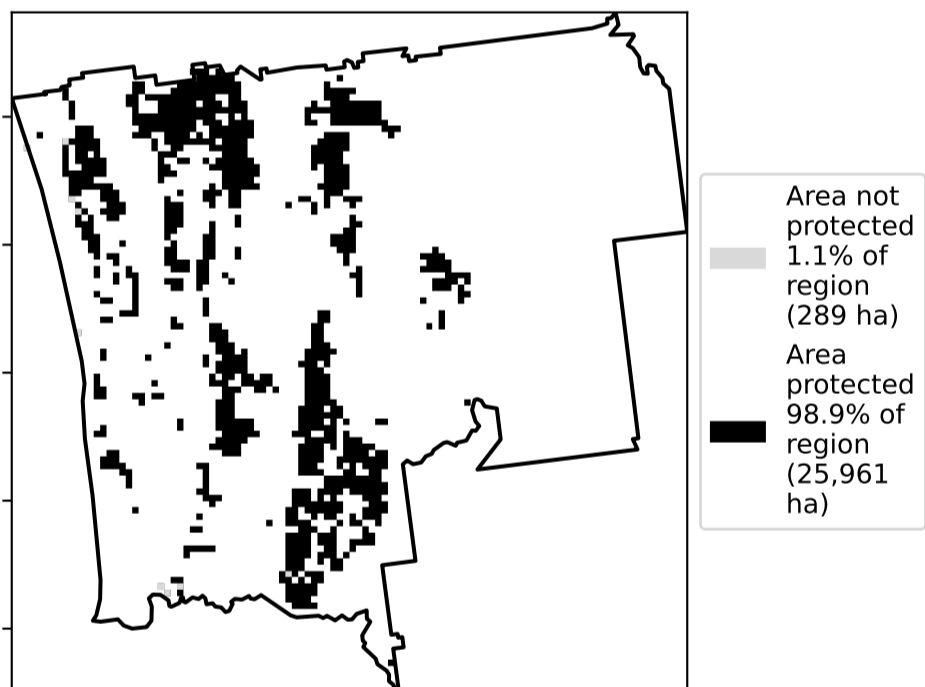 Area not
protected
1.1% of
region
(289 ha)
Area
protected
98.9% of
region
(25,961
ha)